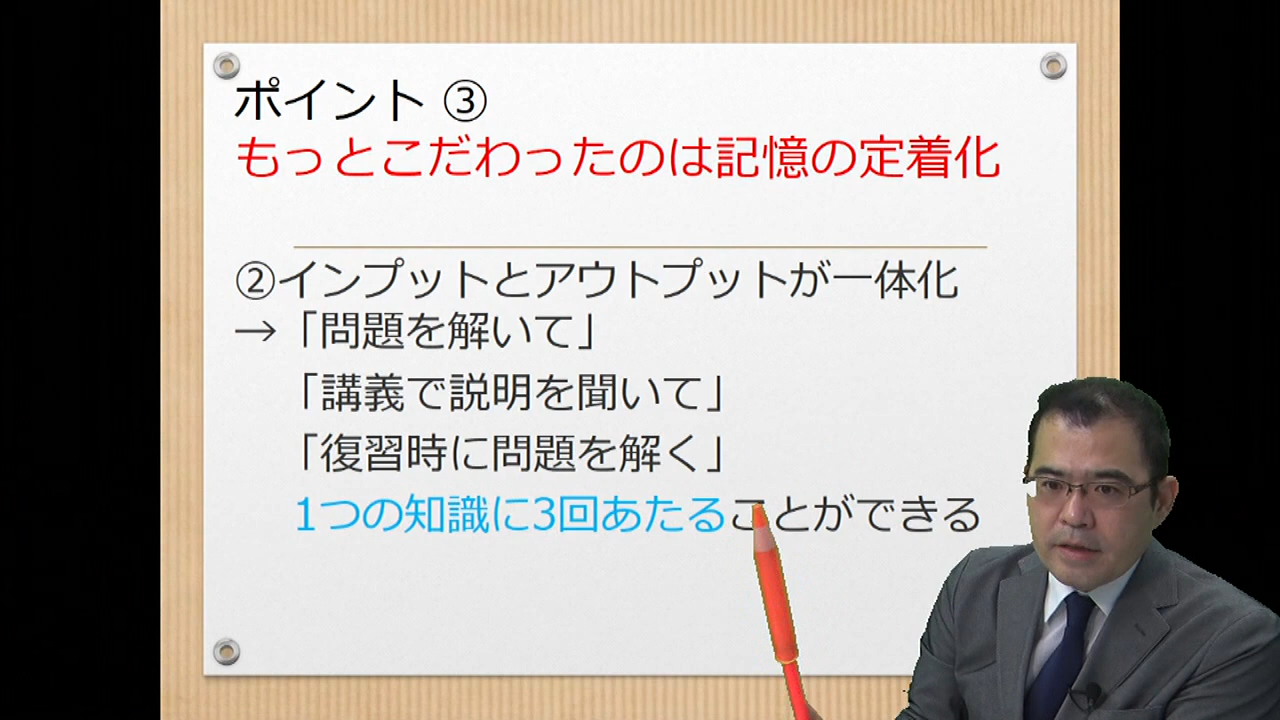 ポイント ③
もっとこだわったのは記憶の定着化
②インプットとアウトプットが一体化
→「問題を解いて」
「講義で説明を聞いて」
「復習時に問題を解く」
1つの知識に3回あたることができる